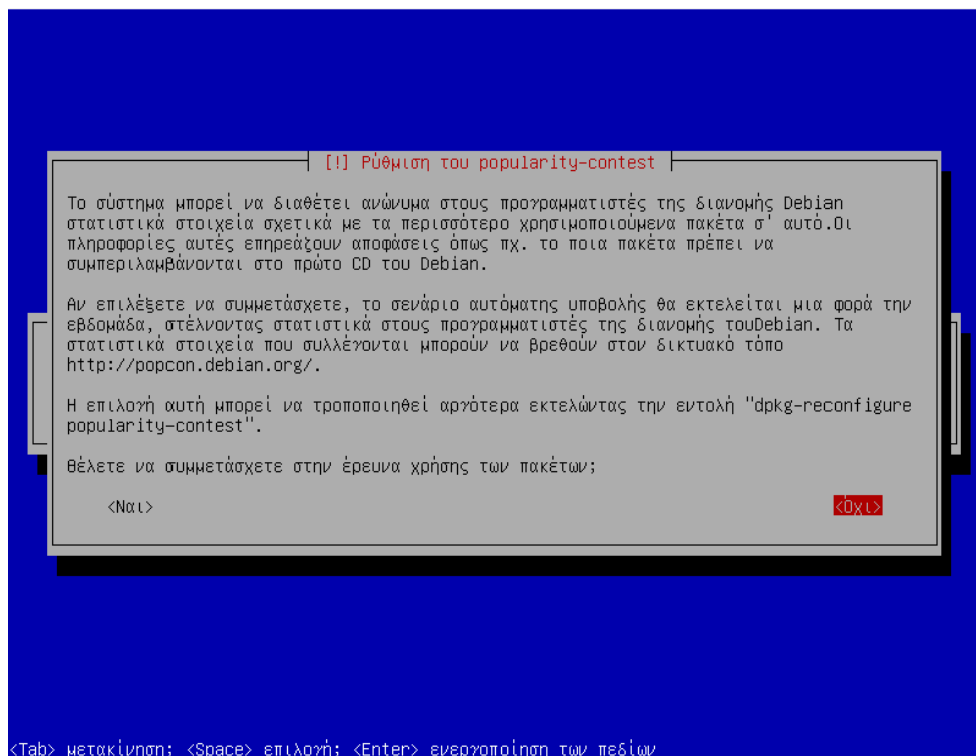 [!] Ρύθμιση του popularity-contest
Το σύστημα μπορεί να διαθέτει ανώνυμα στους προγραμματιστές της διανομής Debian
στατιστικά στοιχεία σχετικά με τα περισσότερο χρησιμοποιούμενα πακέτα σ' αυτό.Οι
πληροφορίες αυτές επηρεάζουν αποφάσεις όπως πχ. το ποια πακέτα πρέπει να
συμπεριλαμβάνονται στο πρώτο CD του Debian.
Αν επιλέξετε να συμμετάσχετε, το σενάριο αυτόματης υποβολής θα εκτελείται μια φορά την
εβδομάδα, στέλνοντας στατιστικά στους προγραμματιστές της διανομής τουDebian. Τα
στατιστικά στοιχεία που συλλέγονται μπορούν να βρεθούν στον δικτυακό τόπο
http://popcon.debian.org/.
Η επιλογή αυτή μπορεί να τροποποιηθεί αργότερα εκτελώντας την εντολή "dpkg-reconfigure
popularity-contest".
Θέλετε να συμμετάσχετε στην έρευνα χρήσης των πακέτων;
<Ναι> <Όχι>
<Tab> μετακίνηση; <Space> επιλογή; <Enter> ενεργοποίηση των πεδίων